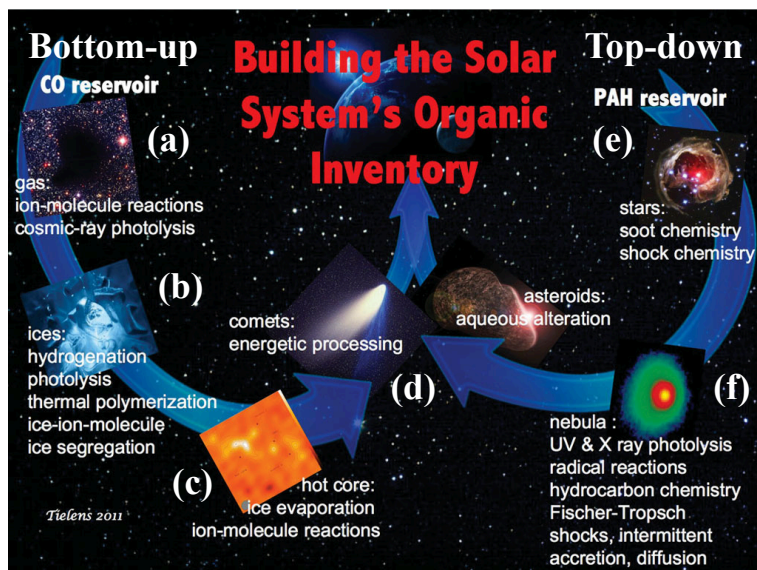 Bottom-up
CO reservoir
(a)
gas:
ion-molecule reactions
cosmic-ray photolysis
(b)
ices:
hydrogenation
photolysis
thermal polymerization
ice-ion-molecule
ice segregation
(c)
hot core:
ice evaporation
ion-molecule reactions
Tielens 2011
Building the Solar
System's Organic
Inventory
comets:
energetic processing
(d)
asteroids:
aqueous alteration
Top-down
PAH reservoir
(e)
stars:
soot chemistry
shock chemistry
(f)
nebula :
UV & X ray photolysis
radical reactions
hydrocarbon chemistry
Fischer-Tropsch
shocks, intermittent
accretion, diffusion